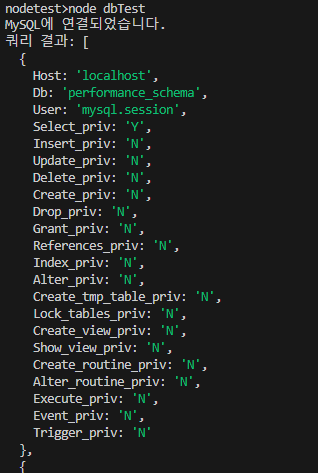 nodetest>node dbTest
MySQL에 연결되었습니다.
쿼리 결과: [
  {
    Host: 'localhost',
    Db: 'performance_schema',
    User: 'mysql.session',
    Select_priv: 'Y',
    Insert_priv: 'N',
    Update_priv: 'N',
    Delete_priv: 'N',
    Create_priv: 'N',
    Drop_priv: 'N',
    Grant_priv: 'N',
    References_priv: 'N',
    Index_priv: 'N',
    Alter_priv: 'N',
    Create_tmp_table_priv: 'N',
    Lock_tables_priv: 'N',
    Create_view_priv: 'N',
    Show_view_priv: 'N',
    Create_routine_priv: 'N',
    Alter_routine_priv: 'N',
    Execute_priv: 'N',
    Event_priv: 'N',
    Trigger_priv: 'N'
  },
  {